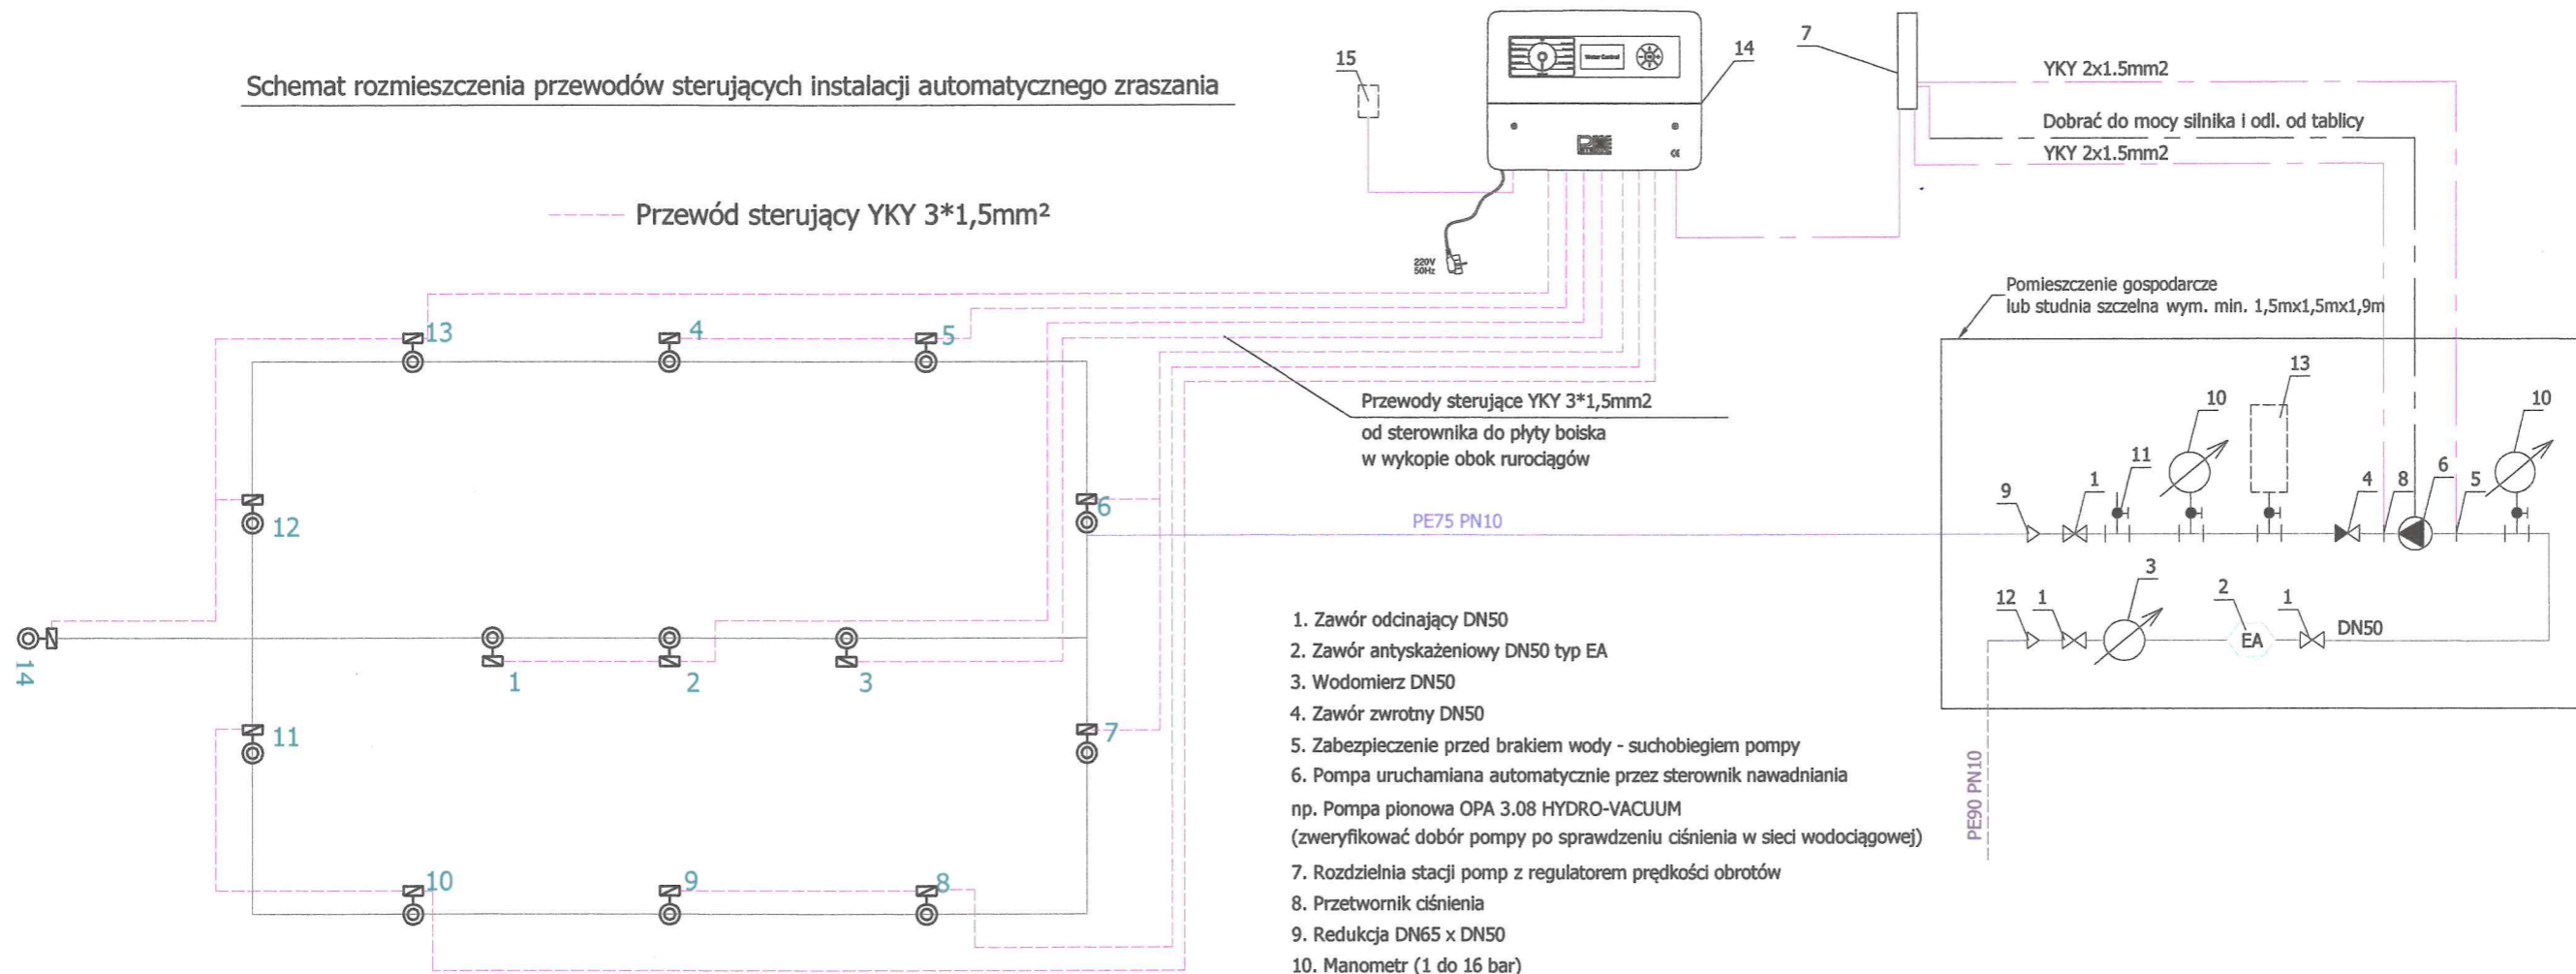 Schemat rozmieszczenia przewodów sterujących instalacji automatycznego zraszania
Przewód sterujący YKY 3*1,5mm²
15
Water Control
14
7
220V
50Hz
CE
YKY 2x1.5mm2
Dobrać do mocy silnika i odl. od tablicy
YKY 2x1.5mm2
Pomieszczenie gospodarcze
lub studnia szczelna wym. min. 1,5mx1,5mx1,9m
13
4
5
12
6
14
1
2
3
11
7
10
9
8
Przewody sterujące YKY 3*1,5mm2
od sterownika do płyty boiska
w wykopie obok rurociągów
PE75 PN10
13
10
10
11
9
1
4
8
6
5
12
1
3
2
1
EA
DN50
PE90 PN10
1. Zawór odcinający DN50
2. Zawór antyskażeniowy DN50 typ EA
3. Wodomierz DN50
4. Zawór zwrotny DN50
5. Zabezpieczenie przed brakiem wody - suchobiegiem pompy
6. Pompa uruchamiana automatycznie przez sterownik nawadniania
np. Pompa pionowa OPA 3.08 HYDRO-VACUUM
(zweryfikować dobór pompy po sprawdzeniu ciśnienia w sieci wodociągowej)
7. Rozdzielnia stacji pomp z regulatorem prędkości obrotów
8. Przetwornik ciśnienia
9. Redukcja DN65 x DN50
10. Manometr (1 do 16 bar)